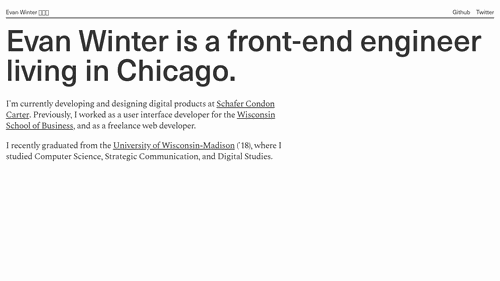 Evan Winter
Github Twitter
Evan Winter is a front-end engineer
living in Chicago.
I'm currently developing and designing digital products at Schafer Condon
Carter. Previously, I worked as a user interface developer for the Wisconsin
School of Business, and as a freelance web developer.
I recently graduated from the University of Wisconsin-Madison ('18), where I
studied Computer Science, Strategic Communication, and Digital Studies.